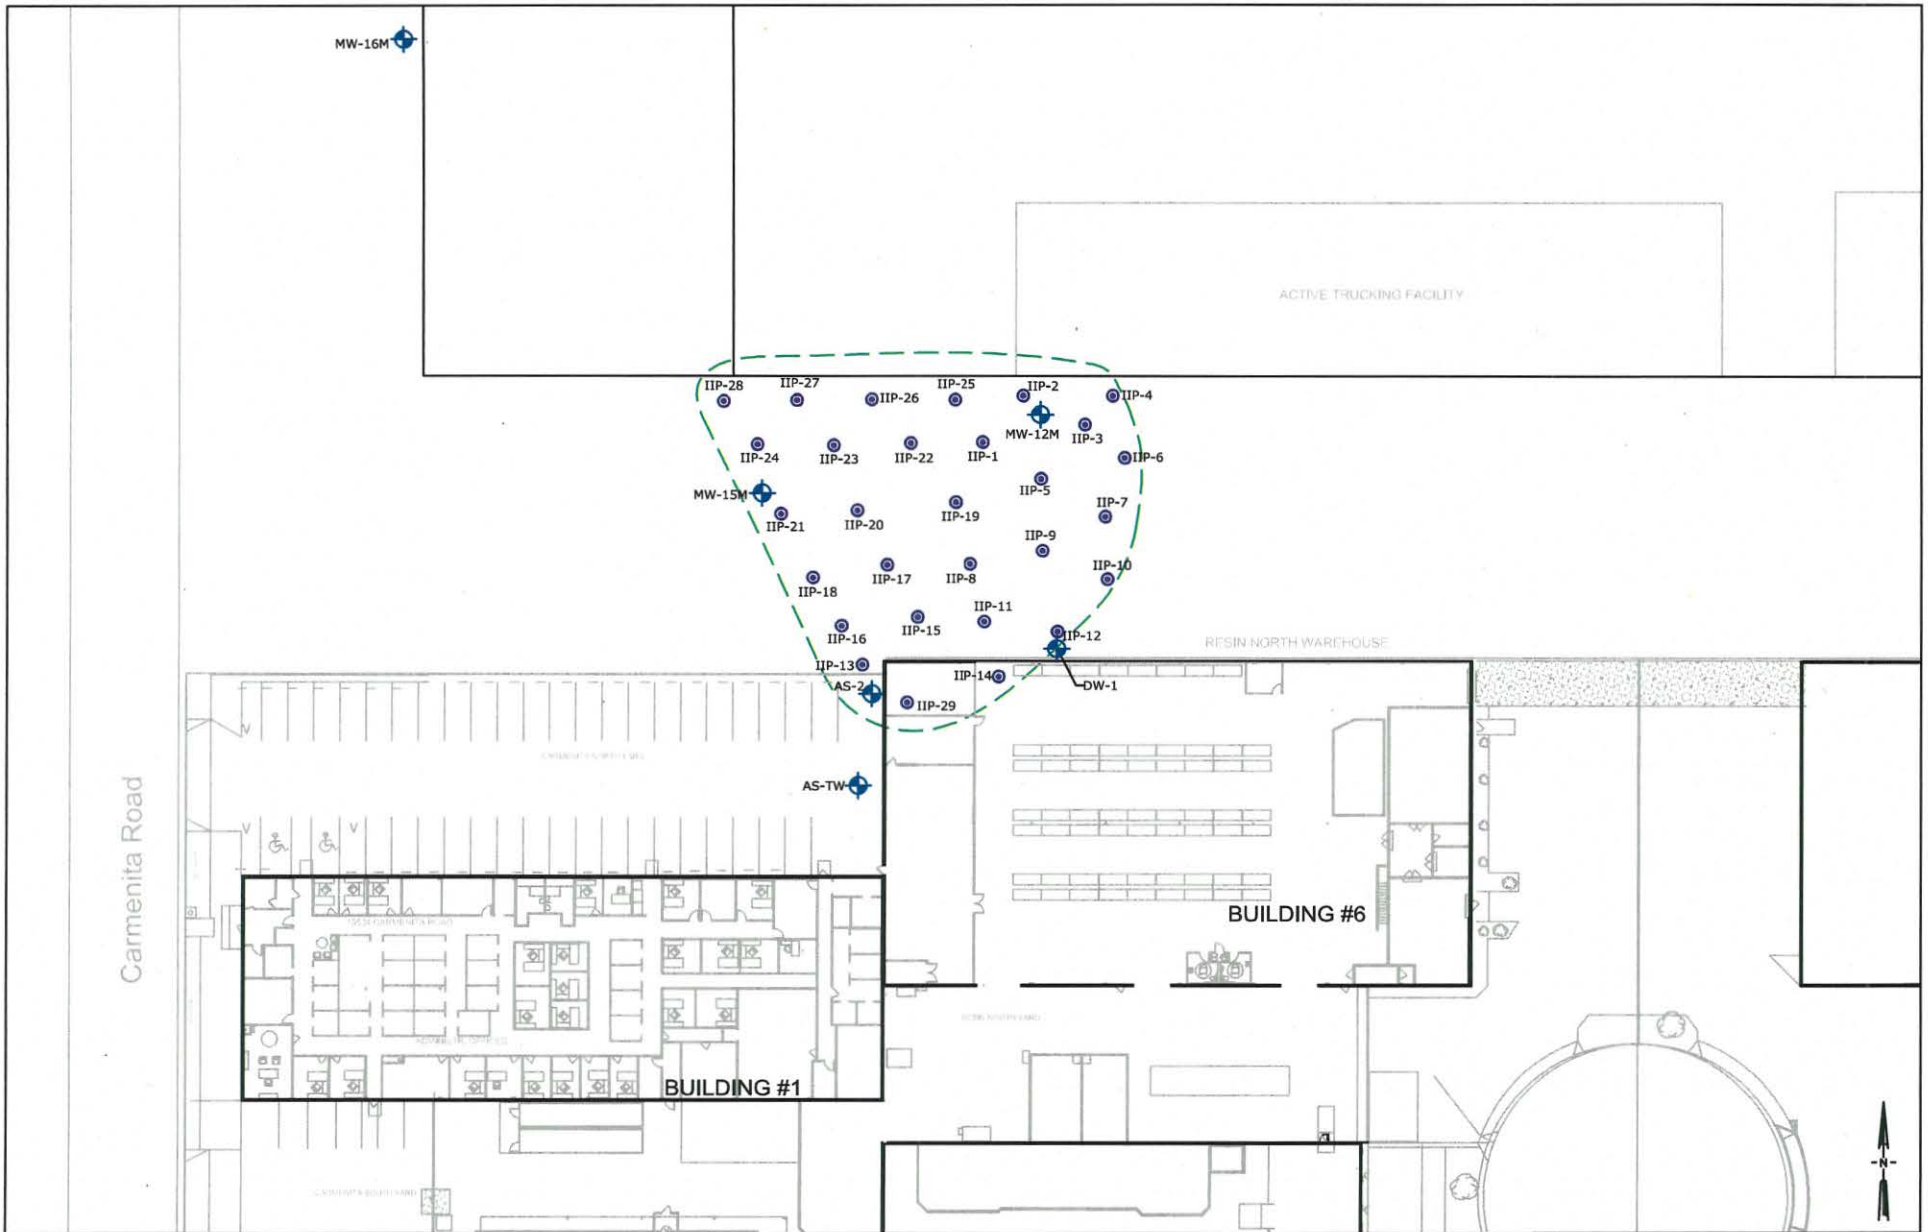 MW-16M
ACTIVE TRUCKING FACILITY
IIP-28
IIP-27
IIP-26
IIP-25
IIP-2
IIP-4
MW-12M
IIP-3
IIP-24
IIP-23
IIP-22
IIP-1
IIP-6
IIP-5
MW-15M
IIP-21
IIP-20
IIP-19
IIP-7
IIP-9
IIP-18
IIP-17
IIP-8
IIP-10
IIP-11
IIP-16
IIP-15
IIP-12
RESIN NORTH WAREHOUSE
IIP-13
IIP-14
AS-2
DW-1
IIP-29
AS-TW
Carmenita Road
BUILDING #6
BUILDING #1
CARMENITA SOUTH YARD
N